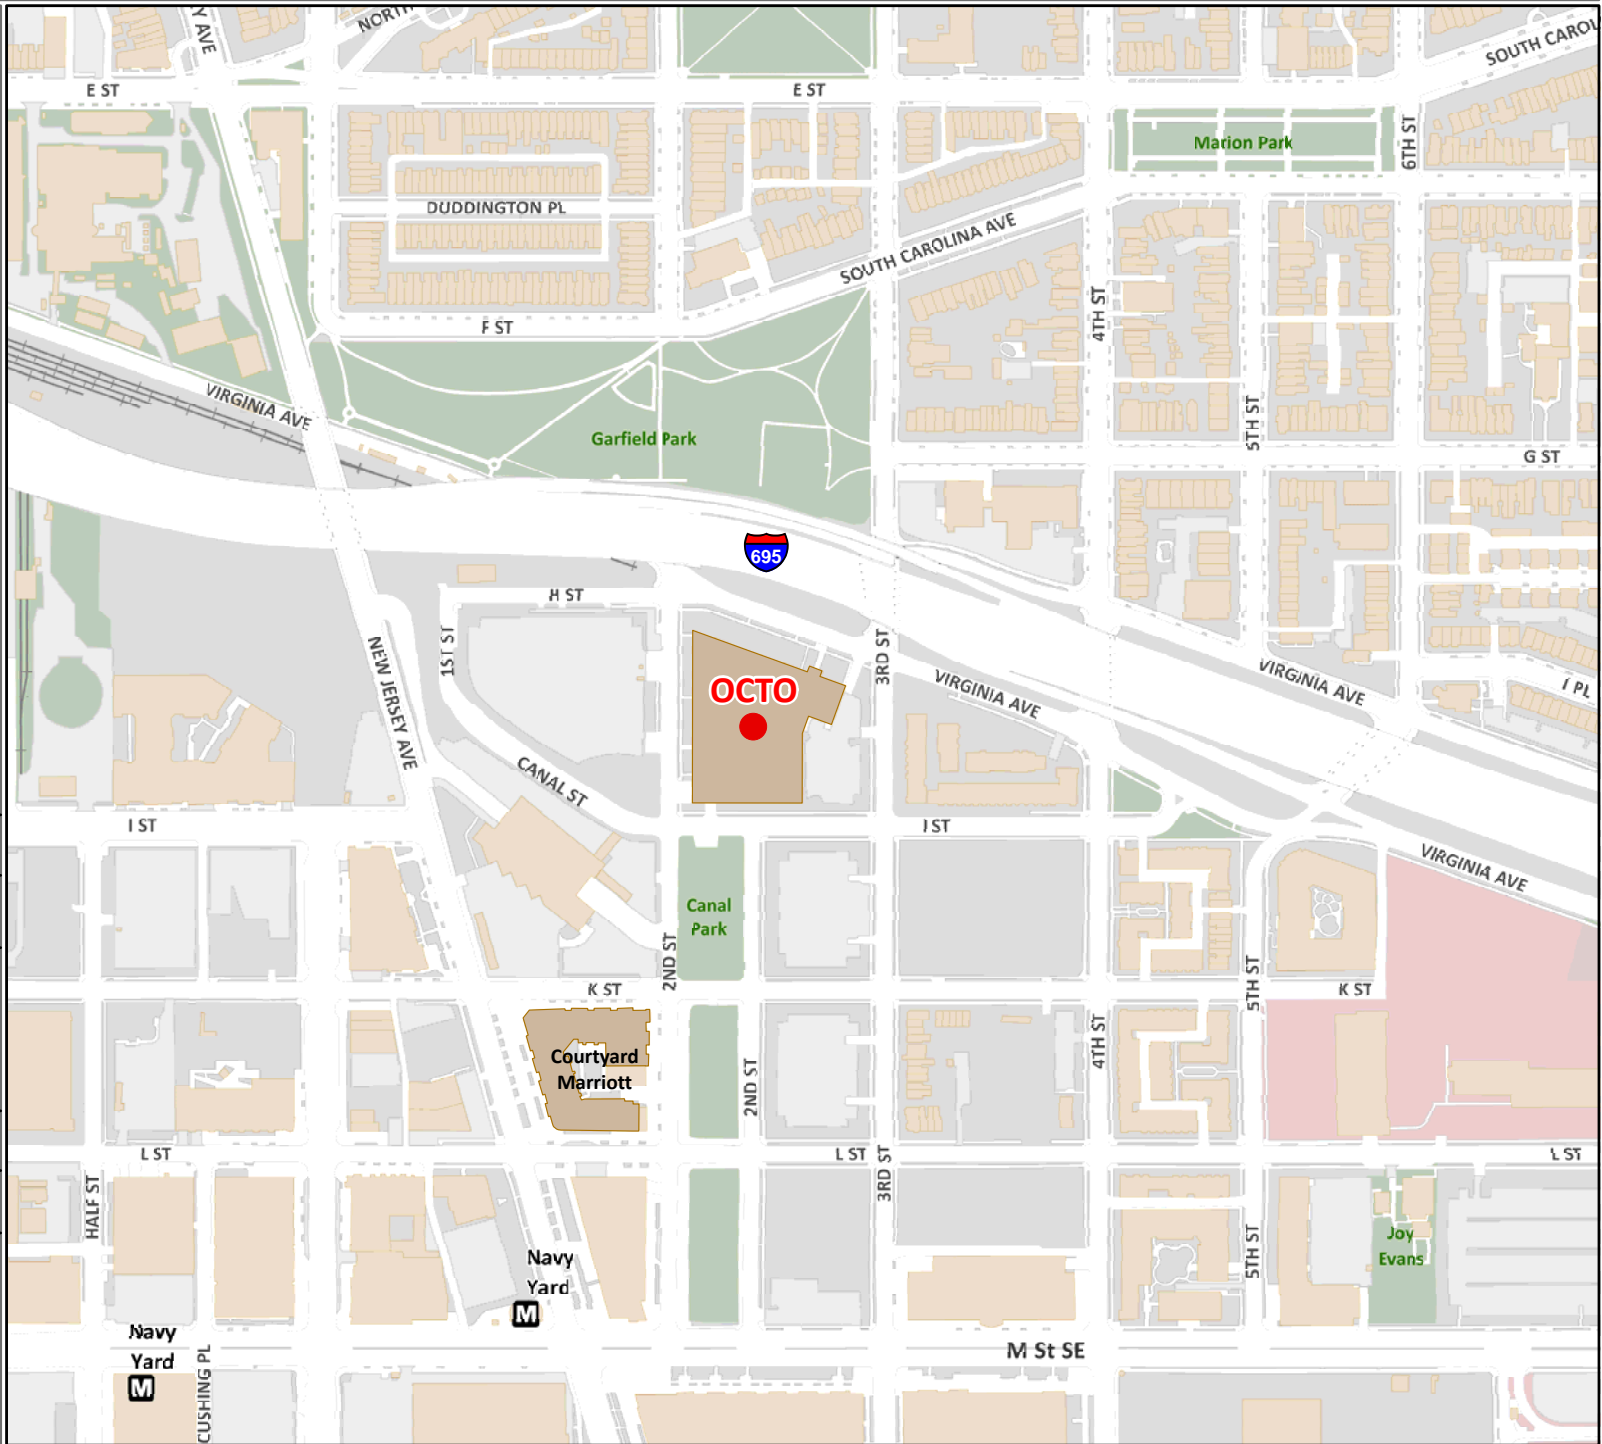 Y AVE
NORTH
SOUTH CAROL
E ST
E ST
Marion Park
6TH ST
DUDDINGTON PL
SOUTH CAROLINA AVE
F ST
4TH ST
VIRGINIA AVE
5TH ST
Garfield Park
G ST
695
H ST
1ST ST
NEW JERSEY AVE
OCTO
3RD ST
VIRGINIA AVE
VIRGINIA AVE
I PL
CANAL ST
I ST
I ST
VIRGINIA AVE
Canal
Park
2ND ST
K ST
5TH ST
K ST
Courtyard
Marriott
2ND ST
4TH ST
L ST
L ST
3RD ST
L ST
HALF ST
Navy
Yard
M
5TH ST
Joy
Evans
Navy
Yard
M
CUSHING PL
M St SE